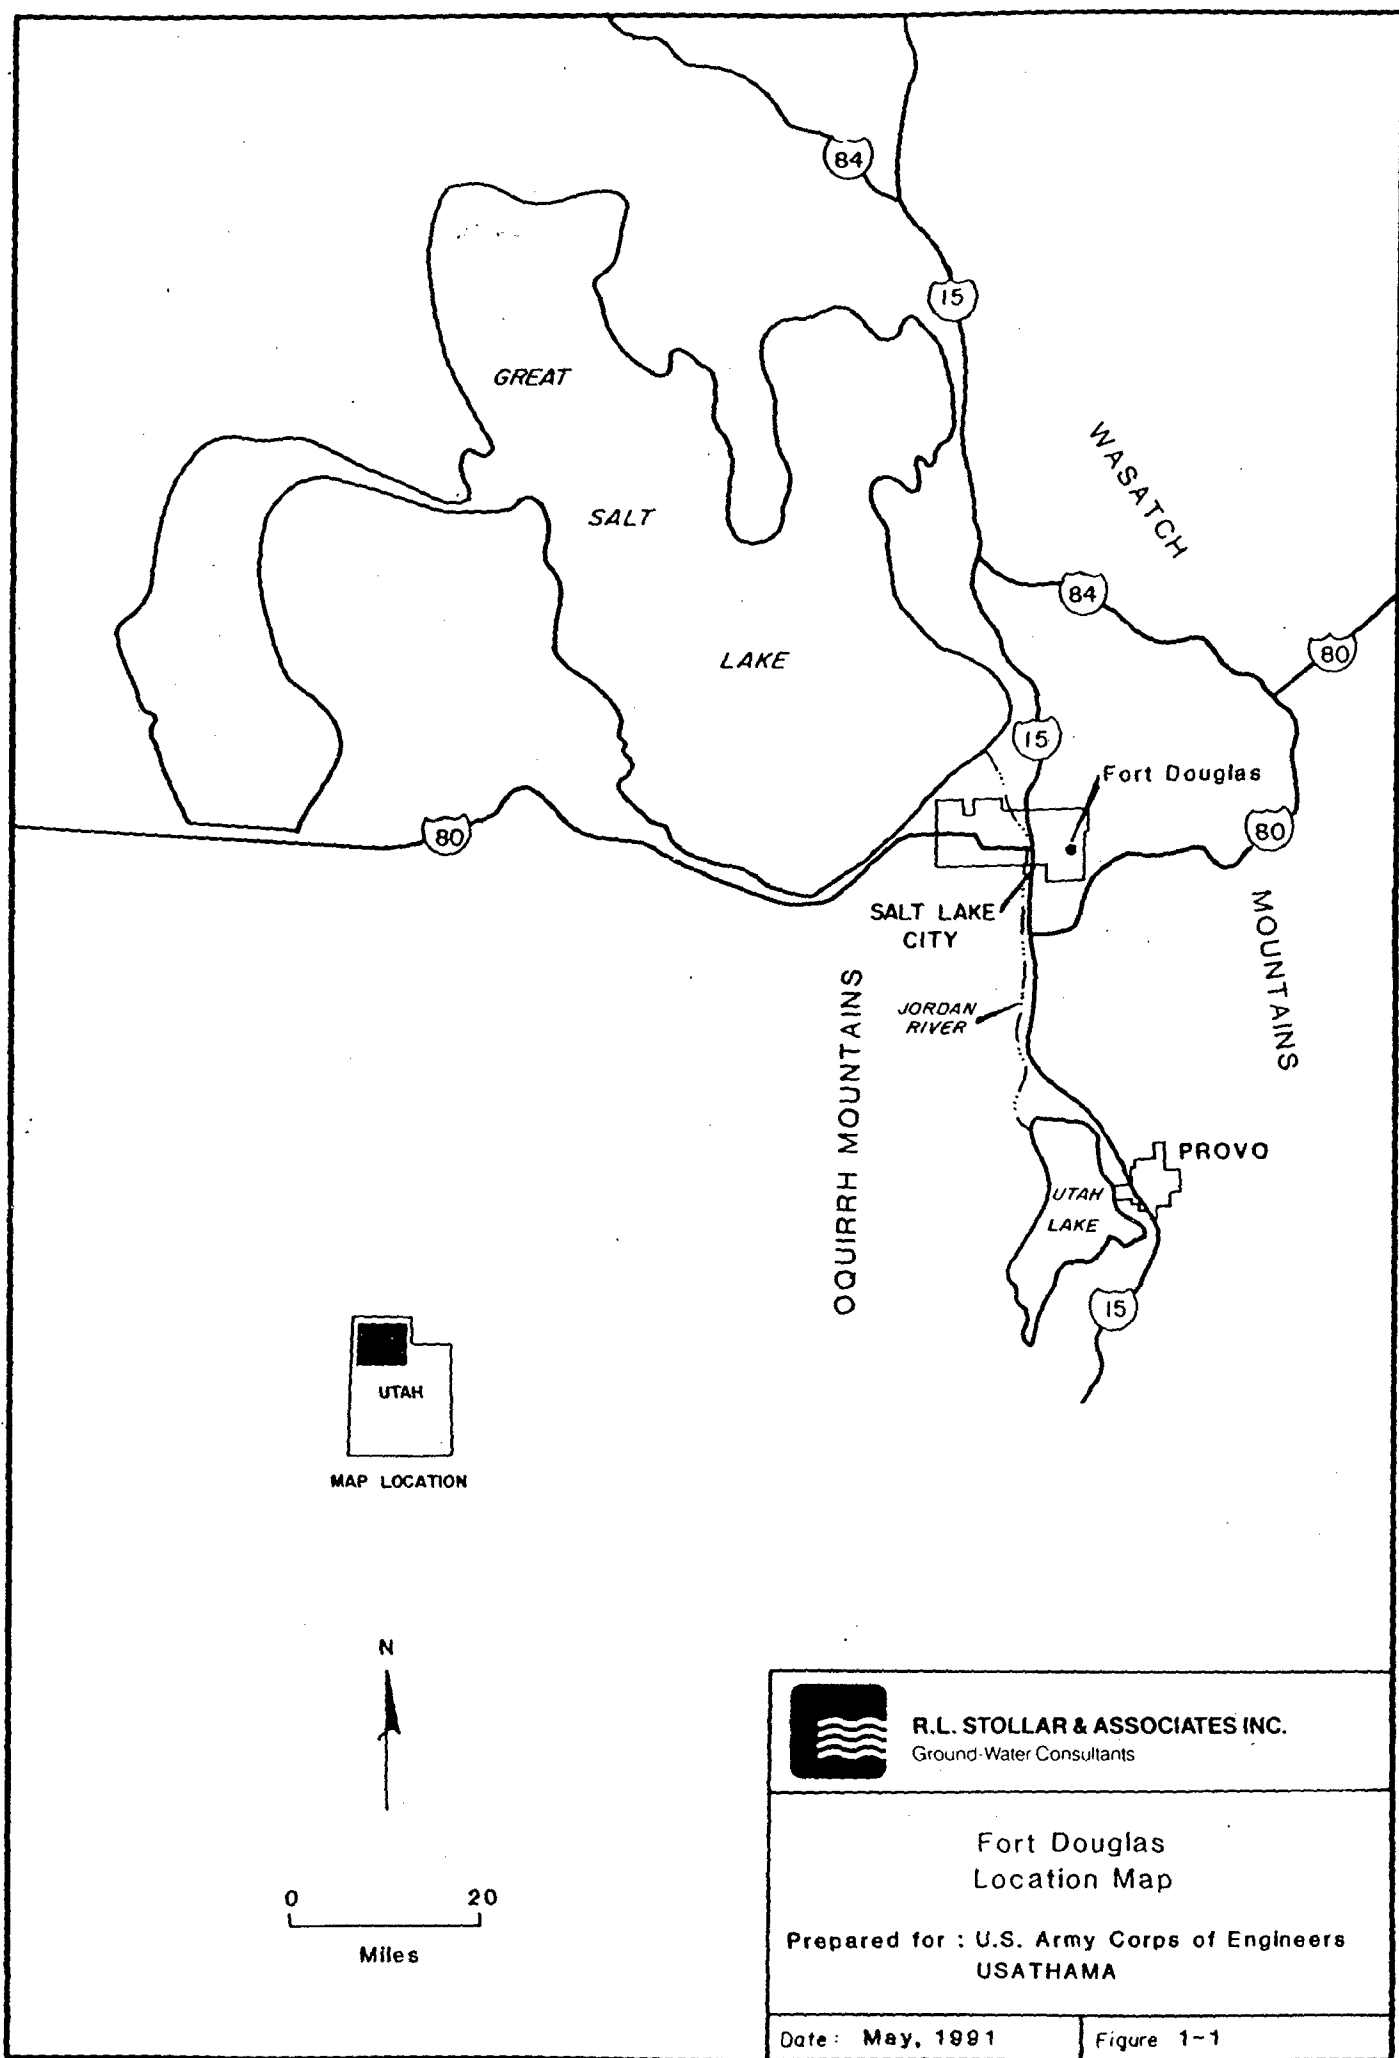 84
15
GREAT
WASATCH
SALT
84
80
LAKE
15
Fort Douglas
80
80
SALT LAKE
CITY
MOUNTAINS
JORDAN
RIVER
OQUIRRH MOUNTAINS
PROVO
UTAH
LAKE
15
UTAH
MAP LOCATION
N
0 20
Miles
R.L. STOLLAR & ASSOCIATES INC.
Ground-Water Consultants
Fort Douglas
Location Map
Prepared for : U.S. Army Corps of Engineers
USATHAMA
Date : May, 1991
Figure 1-1